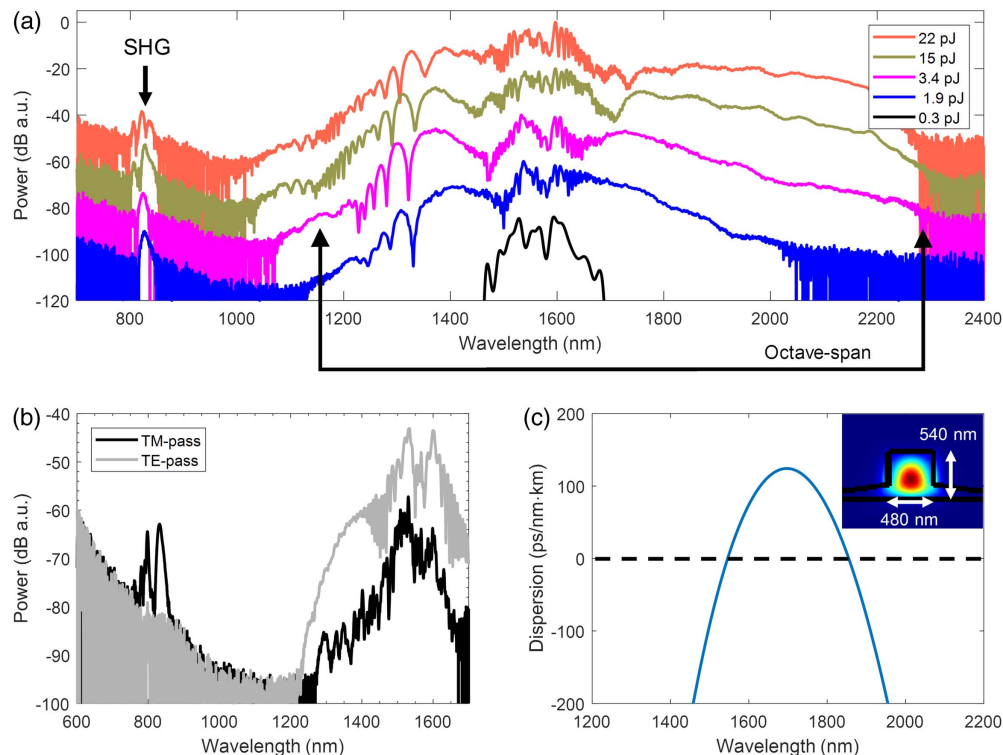 (a)
0
-20
-40
-60
-80
-100
-120
Power (dB a.u.)
SHG
22 pJ
15 pJ
3.4 pJ
1.9 pJ
0.3 pJ
800
1000
1200
1400
1600
1800
2000
2200
2400
Wavelength (nm)
Octave-span
(b)
-40
-50
-60
-70
-80
-90
-100
Power (dB a.u.)
TM-pass
TE-pass
600
800
1000
1200
1400
1600
Wavelength (nm)
(c)
200
100
0
-100
-200
Dispersion (ps/nm·km)
540 nm
480 nm
1200
1400
1600
1800
2000
2200
Wavelength (nm)